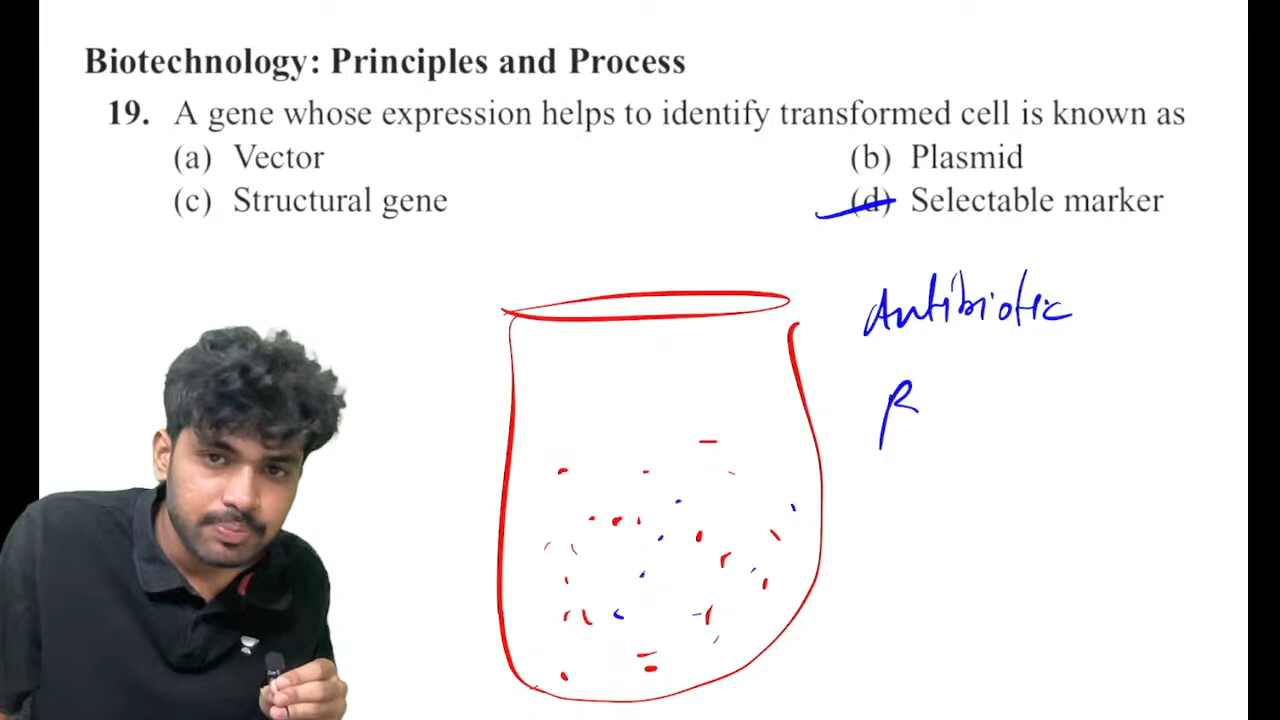 Biotechnology: Principles and Process
19. A gene whose expression helps to identify transformed cell is known as
(a) Vector
(b) Plasmid
(c) Structural gene
(d) Selectable marker
Antibiotic
R